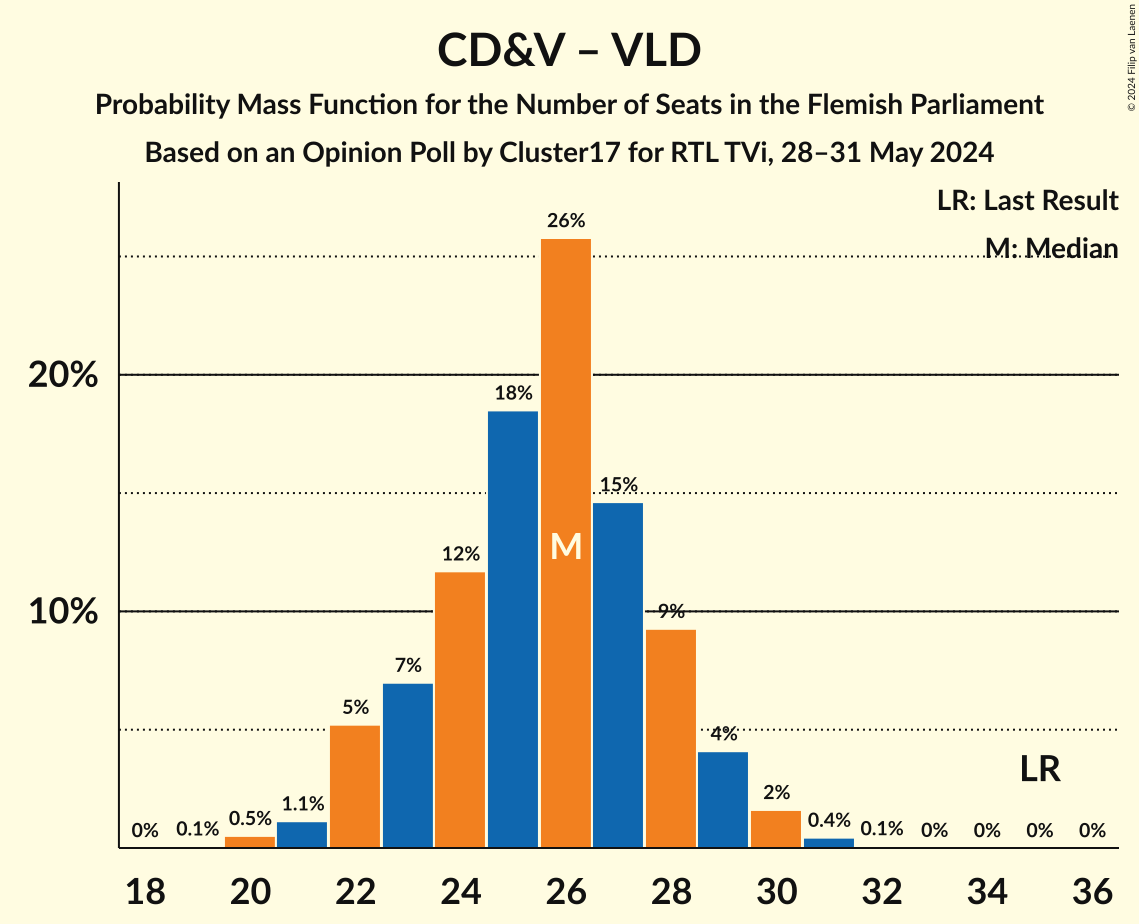 CD&V – VLD
Probability Mass Function for the Number of Seats in the Flemish Parliament
Based on an Opinion Poll by Cluster17 for RTL TVi, 28–31 May 2024
© 2024 Filip van Laenen
LR: Last Result
M: Median
26%
20%
18%
15%
M
12%
10%
9%
7%
5%
4%
LR
2%
1.1%
0.5%
0.4%
0% 0.1% 0.1% 0% 0% 0% 0%
18 20 22 24 26 28 30 32 34 36